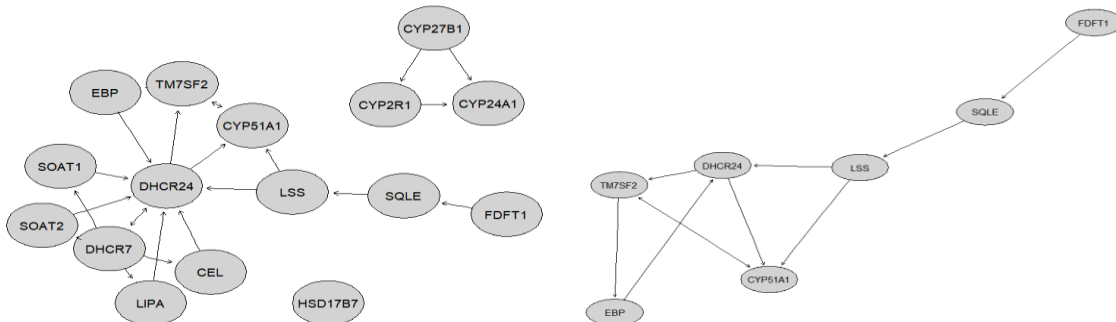 CYP27B1
TM7SF2
EBP
CYP2R1
CYP24A1
CYP51A1
SOAT1
DHCR24
LSS
SQLE
FDFT1
SOAT2
DHCR7
CEL
LIPA
HSD17B7
FDFT1
SQLE
DHCR24
LSS
TM7SF2
CYP51A1
EBP